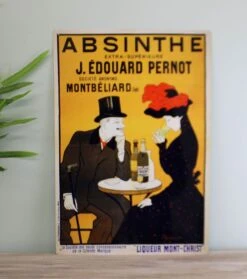 ABSINTHE
EXTRA-SUPÉRIEURE
J. ÉDOUARD PERNOT
SOCIÉTÉ ANONYME
MONTBÉLIARD
"LIQUEUR MONT-CHRIST"